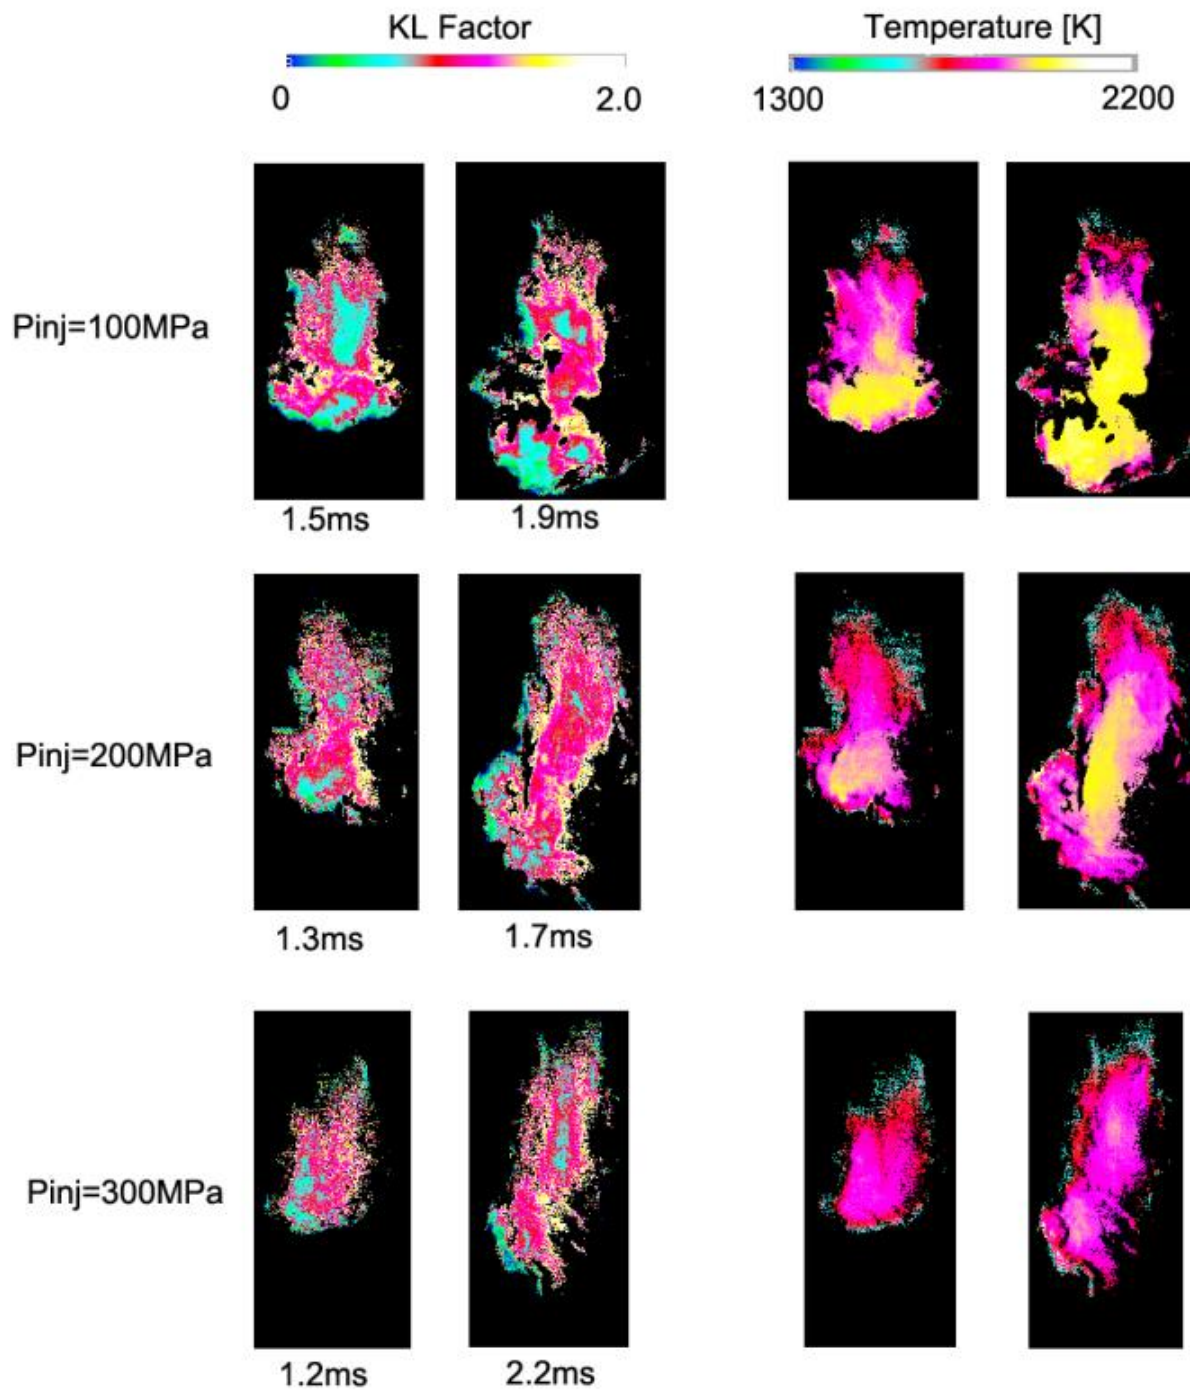 KL Factor Temperature [K]
0 2.0 1300 2200
Pinj=100MPa
1.5ms 1.9ms
Pinj=200MPa
1.3ms 1.7ms
Pinj=300MPa
1.2ms 2.2ms